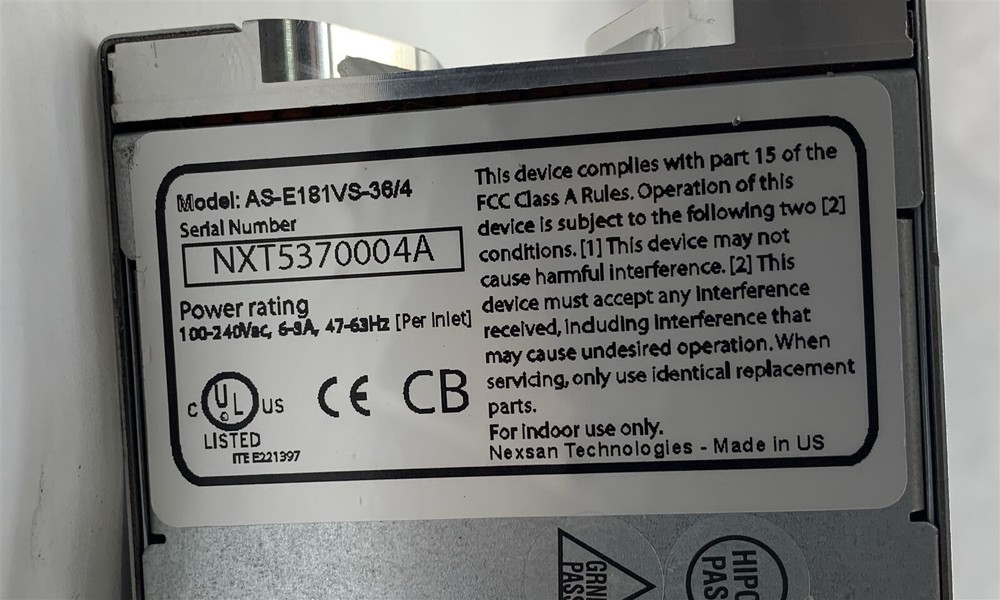 Model: AS-E181VS-36/4
Serial Number
NXT5370004A
Power rating
100-240Vac, 6-3A, 47-63Hz [Per Inlet]
C UL US
LISTED
ITE E221397
CE CB
This device complies with part 15 of the
FCC Class A Rules. Operation of this
device is subject to the following two [2]
conditions. [1] This device may not
cause harmful interference. [2] This
device must accept any interference
received, including interference that
may cause undesired operation. When
servicing, only use identical replacement
parts.
For indoor use only.
Nexsan Technologies - Made in US
PASS